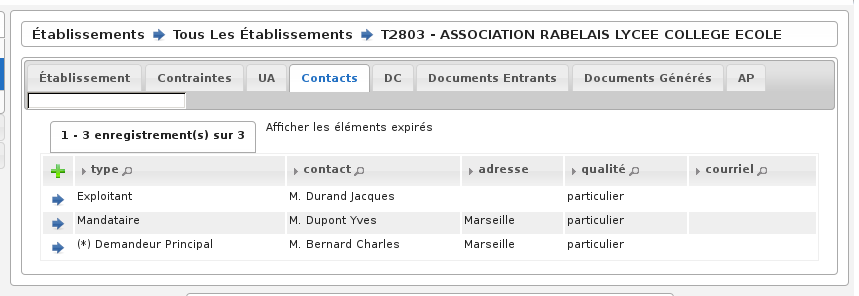 Établissements Tous Les Établissements T2803 - ASSOCIATION RABELAIS LYCEE COLLEGE ECOLE
Établissement Contraintes UA Contacts DC Documents Entrants Documents Générés AP
1 - 3 enregistrement(s) sur 3 Afficher les éléments expirés
type contact adresse qualité courriel
Exploitant M. Durand Jacques particulier
Mandataire M. Dupont Yves Marseille particulier
(*) Demandeur Principal M. Bernard Charles Marseille particulier